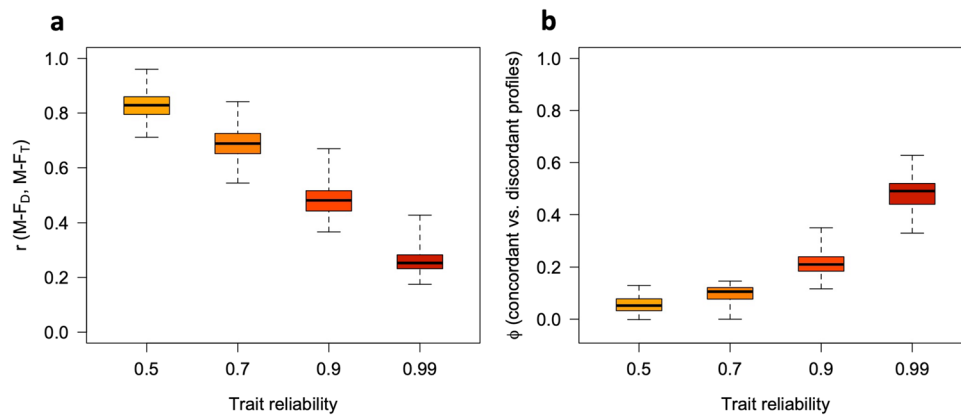 a
r (M-F_D, M-F_T)
1.0
0.8
0.6
0.4
0.2
0.0
0.5 0.7 0.9 0.99
Trait reliability
b
ϕ (concordant vs. discordant profiles)
1.0
0.8
0.6
0.4
0.2
0.0
0.5 0.7 0.9 0.99
Trait reliability